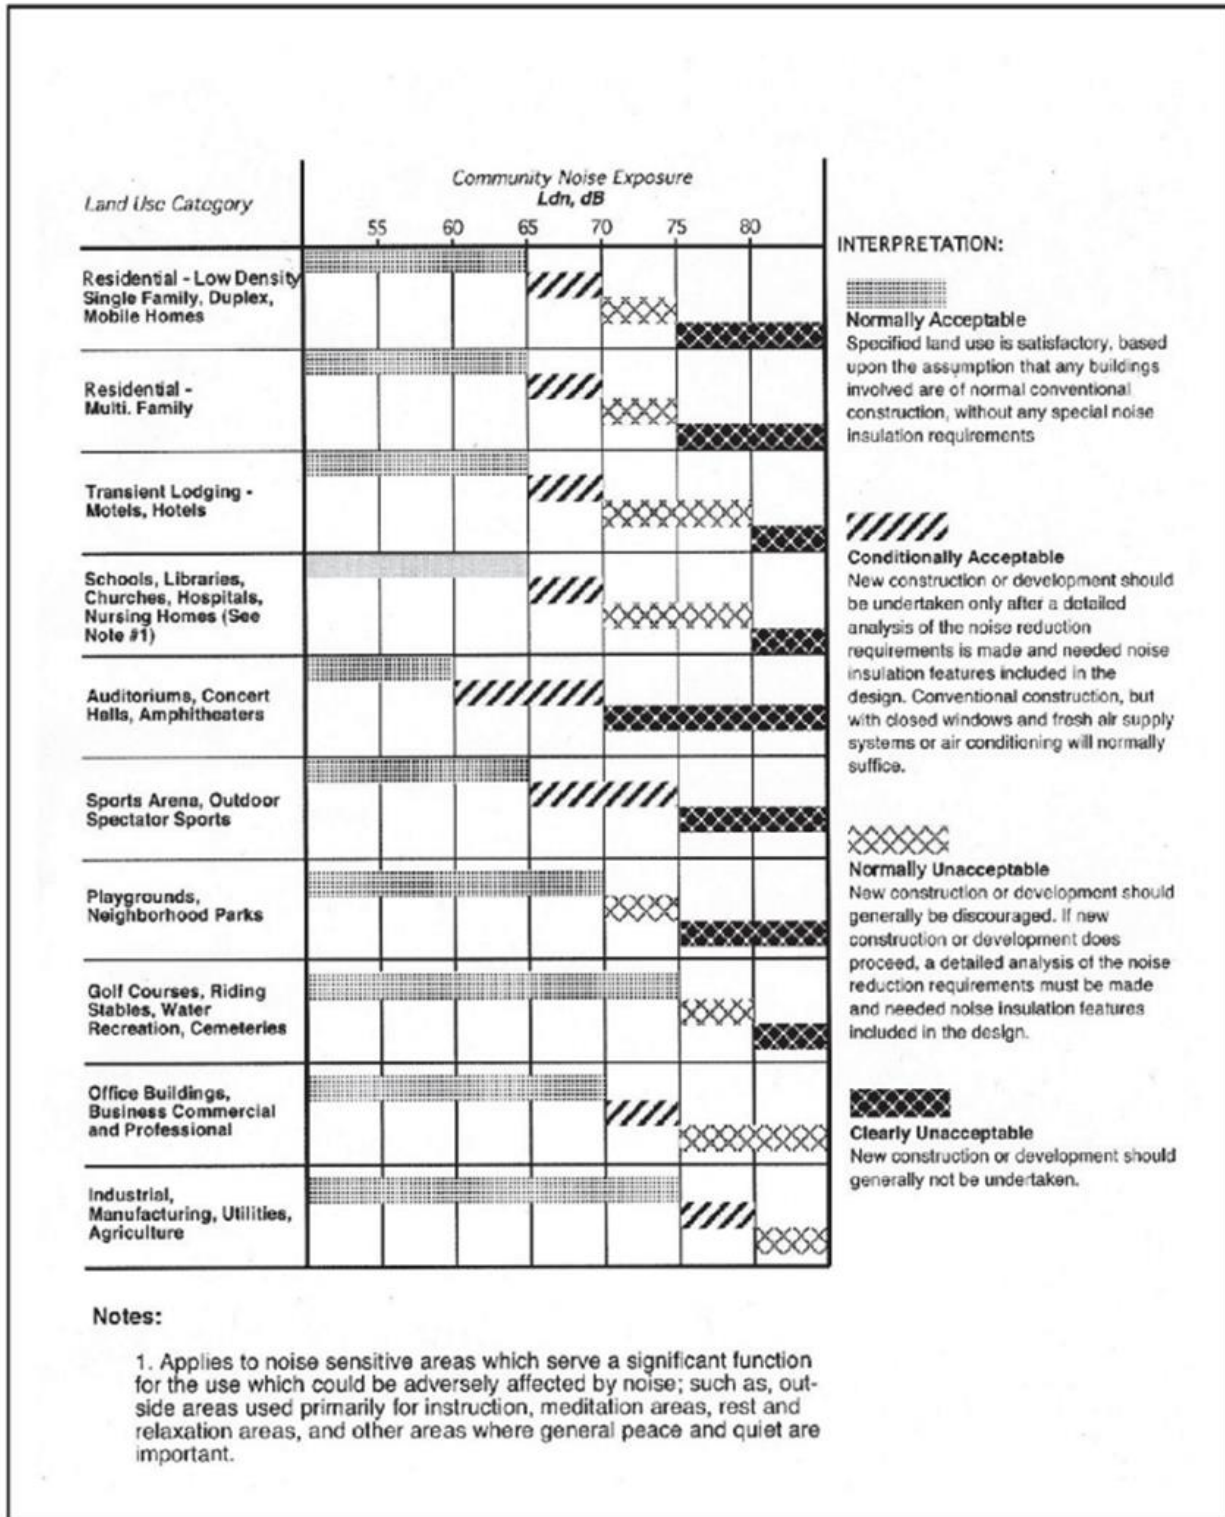 Land Use Category
Community Noise Exposure
Ldn, dB
55 60 65 70 75 80
Residential - Low Density
Single Family, Duplex,
Mobile Homes
Residential -
Multi. Family
Transient Lodging -
Motels, Hotels
Schools, Libraries,
Churches, Hospitals,
Nursing Homes (See
Note #1)
Auditoriums, Concert
Halls, Amphitheaters
Sports Arena, Outdoor
Spectator Sports
Playgrounds,
Neighborhood Parks
Golf Courses, Riding
Stables, Water
Recreation, Cemeteries
Office Buildings,
Business Commercial
and Professional
Industrial,
Manufacturing, Utilities,
Agriculture
INTERPRETATION:
Normally Acceptable
Specified land use is satisfactory, based
upon the assumption that any buildings
involved are of normal conventional
construction, without any special noise
insulation requirements
Conditionally Acceptable
New construction or development should
be undertaken only after a detailed
analysis of the noise reduction
requirements is made and needed noise
insulation features included in the
design. Conventional construction, but
with closed windows and fresh air supply
systems or air conditioning will normally
suffice.
Normally Unacceptable
New construction or development should
generally be discouraged. If new
construction or development does
proceed, a detailed analysis of the noise
reduction requirements must be made
and needed noise insulation features
included in the design.
Clearly Unacceptable
New construction or development should
generally not be undertaken.
Notes:
1. Applies to noise sensitive areas which serve a significant function
for the use which could be adversely affected by noise; such as, out-
side areas used primarily for instruction, meditation areas, rest and
relaxation areas, and other areas where general peace and quiet are
important.